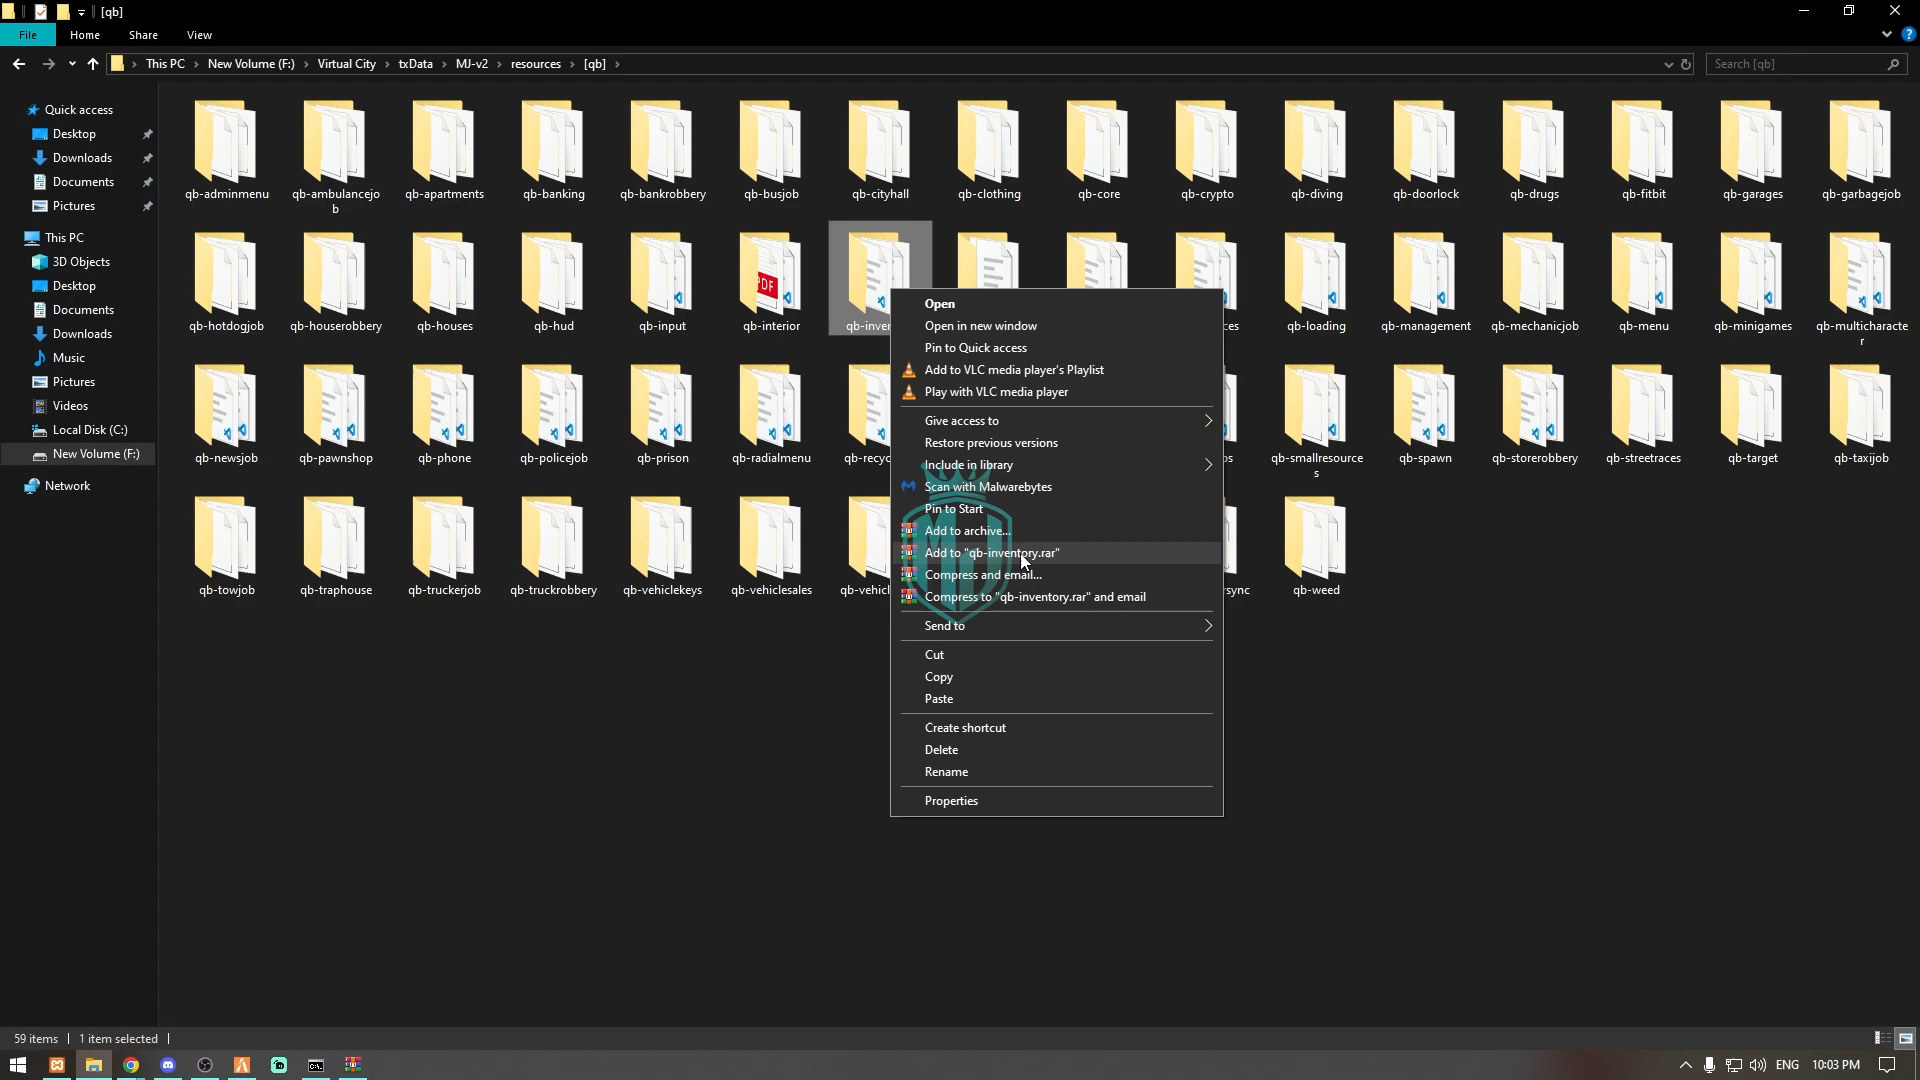 [qb]
File Home Share View
This PC New Volume (F:) Virtual City txData MJ-v2 resources [qb]
Search [qb]
Quick access
Desktop
Downloads
Documents
Pictures
This PC
3D Objects
Desktop
Documents
Downloads
Music
Pictures
Videos
Local Disk (C:)
New Volume (F:)
Network
qb-adminmenu qb-ambulancejo qb-apartments qb-banking qb-bankrobbery qb-busjob qb-cityhall qb-clothing qb-core qb-crypto qb-diving qb-doorlock qb-drugs qb-fitbit qb-garages qb-garbagejob
b
PDF
qb-hotdogjob qb-houserobbery qb-houses qb-hud qb-input qb-interior qb-inver ces qb-loading qb-management qb-mechanicjob qb-menu qb-minigames qb-multicharacte
r
qb-newsjob qb-pawnshop qb-phone qb-policejob qb-prison qb-radialmenu qb-recyc qb-smallresource qb-spawn qb-storerobbery qb-streetraces qb-target qb-taxijob
s
qb-towjob qb-traphouse qb-truckerjob qb-truckrobbery qb-vehiclekeys qb-vehiclesales qb-vehicl sync qb-weed
Open
Open in new window
Pin to Quick access
Add to VLC media player's Playlist
Play with VLC media player
Give access to
Restore previous versions
Include in library
Scan with Malwarebytes
Pin to Start
Add to archive...
Add to "qb-inventory.rar"
Compress and email...
Compress to "qb-inventory.rar" and email
Send to
Cut
Copy
Paste
Create shortcut
Delete
Rename
Properties
59 items 1 item selected
ENG 10:03 PM